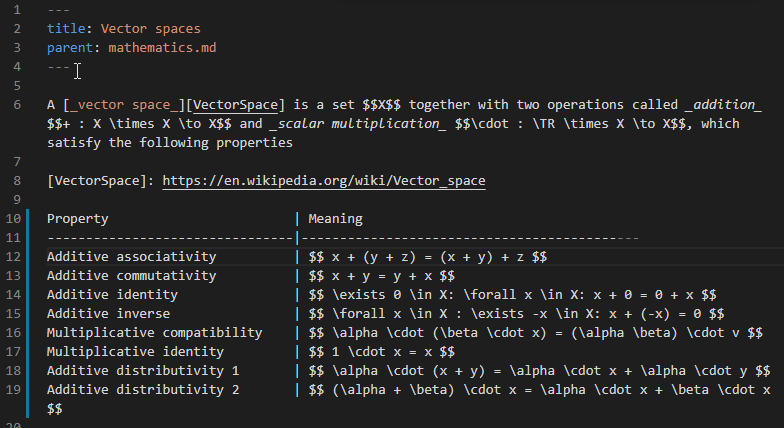 1 ---
2 title: Vector spaces
3 parent: mathematics.md
4 ---
5
6 A [_vector space_][VectorSpace] is a set $$X$$ together with two operations called _addition_
$$+ : X \times X \to X$$ and _scalar multiplication_ $$\cdot : \TR \times X \to X$$, which
satisfy the following properties
7
8 [VectorSpace]: https://en.wikipedia.org/wiki/Vector_space
9
10 Property | Meaning
11 -------------------------------|------------------------------------------
12 Additive associativity | $$ x + (y + z) = (x + y) + z $$
13 Additive commutativity | $$ x + y = y + x $$
14 Additive identity | $$ \exists 0 \in X: \forall x \in X: x + 0 = 0 + x $$
15 Additive inverse | $$ \forall x \in X : \exists -x \in X: x + (-x) = 0 $$
16 Multiplicative compatibility | $$ \alpha \cdot (\beta \cdot x) = (\alpha \beta) \cdot v $$
17 Multiplicative identity | $$ 1 \cdot x = x $$
18 Additive distributivity 1 | $$ \alpha \cdot (x + y) = \alpha \cdot x + \alpha \cdot y $$
19 Additive distributivity 2 | $$ (\alpha + \beta) \cdot x = \alpha \cdot x + \beta \cdot x
$$
20